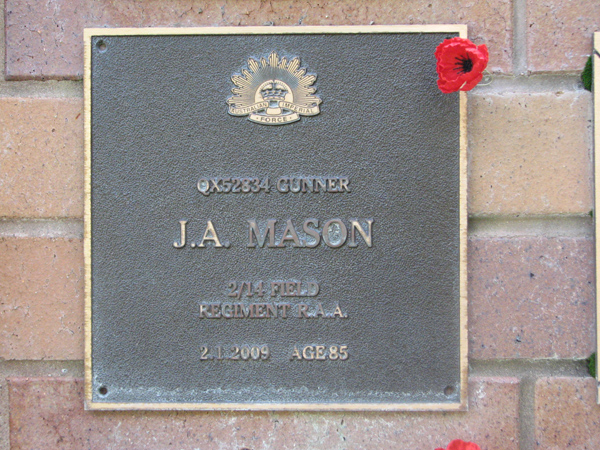 AUSTRALIAN IMPERIAL
FORCE
QX52834 GUNNER
J.A. MASON
2/14 FIELD
REGIMENT R.A.A.
2.1.2009 AGE 85